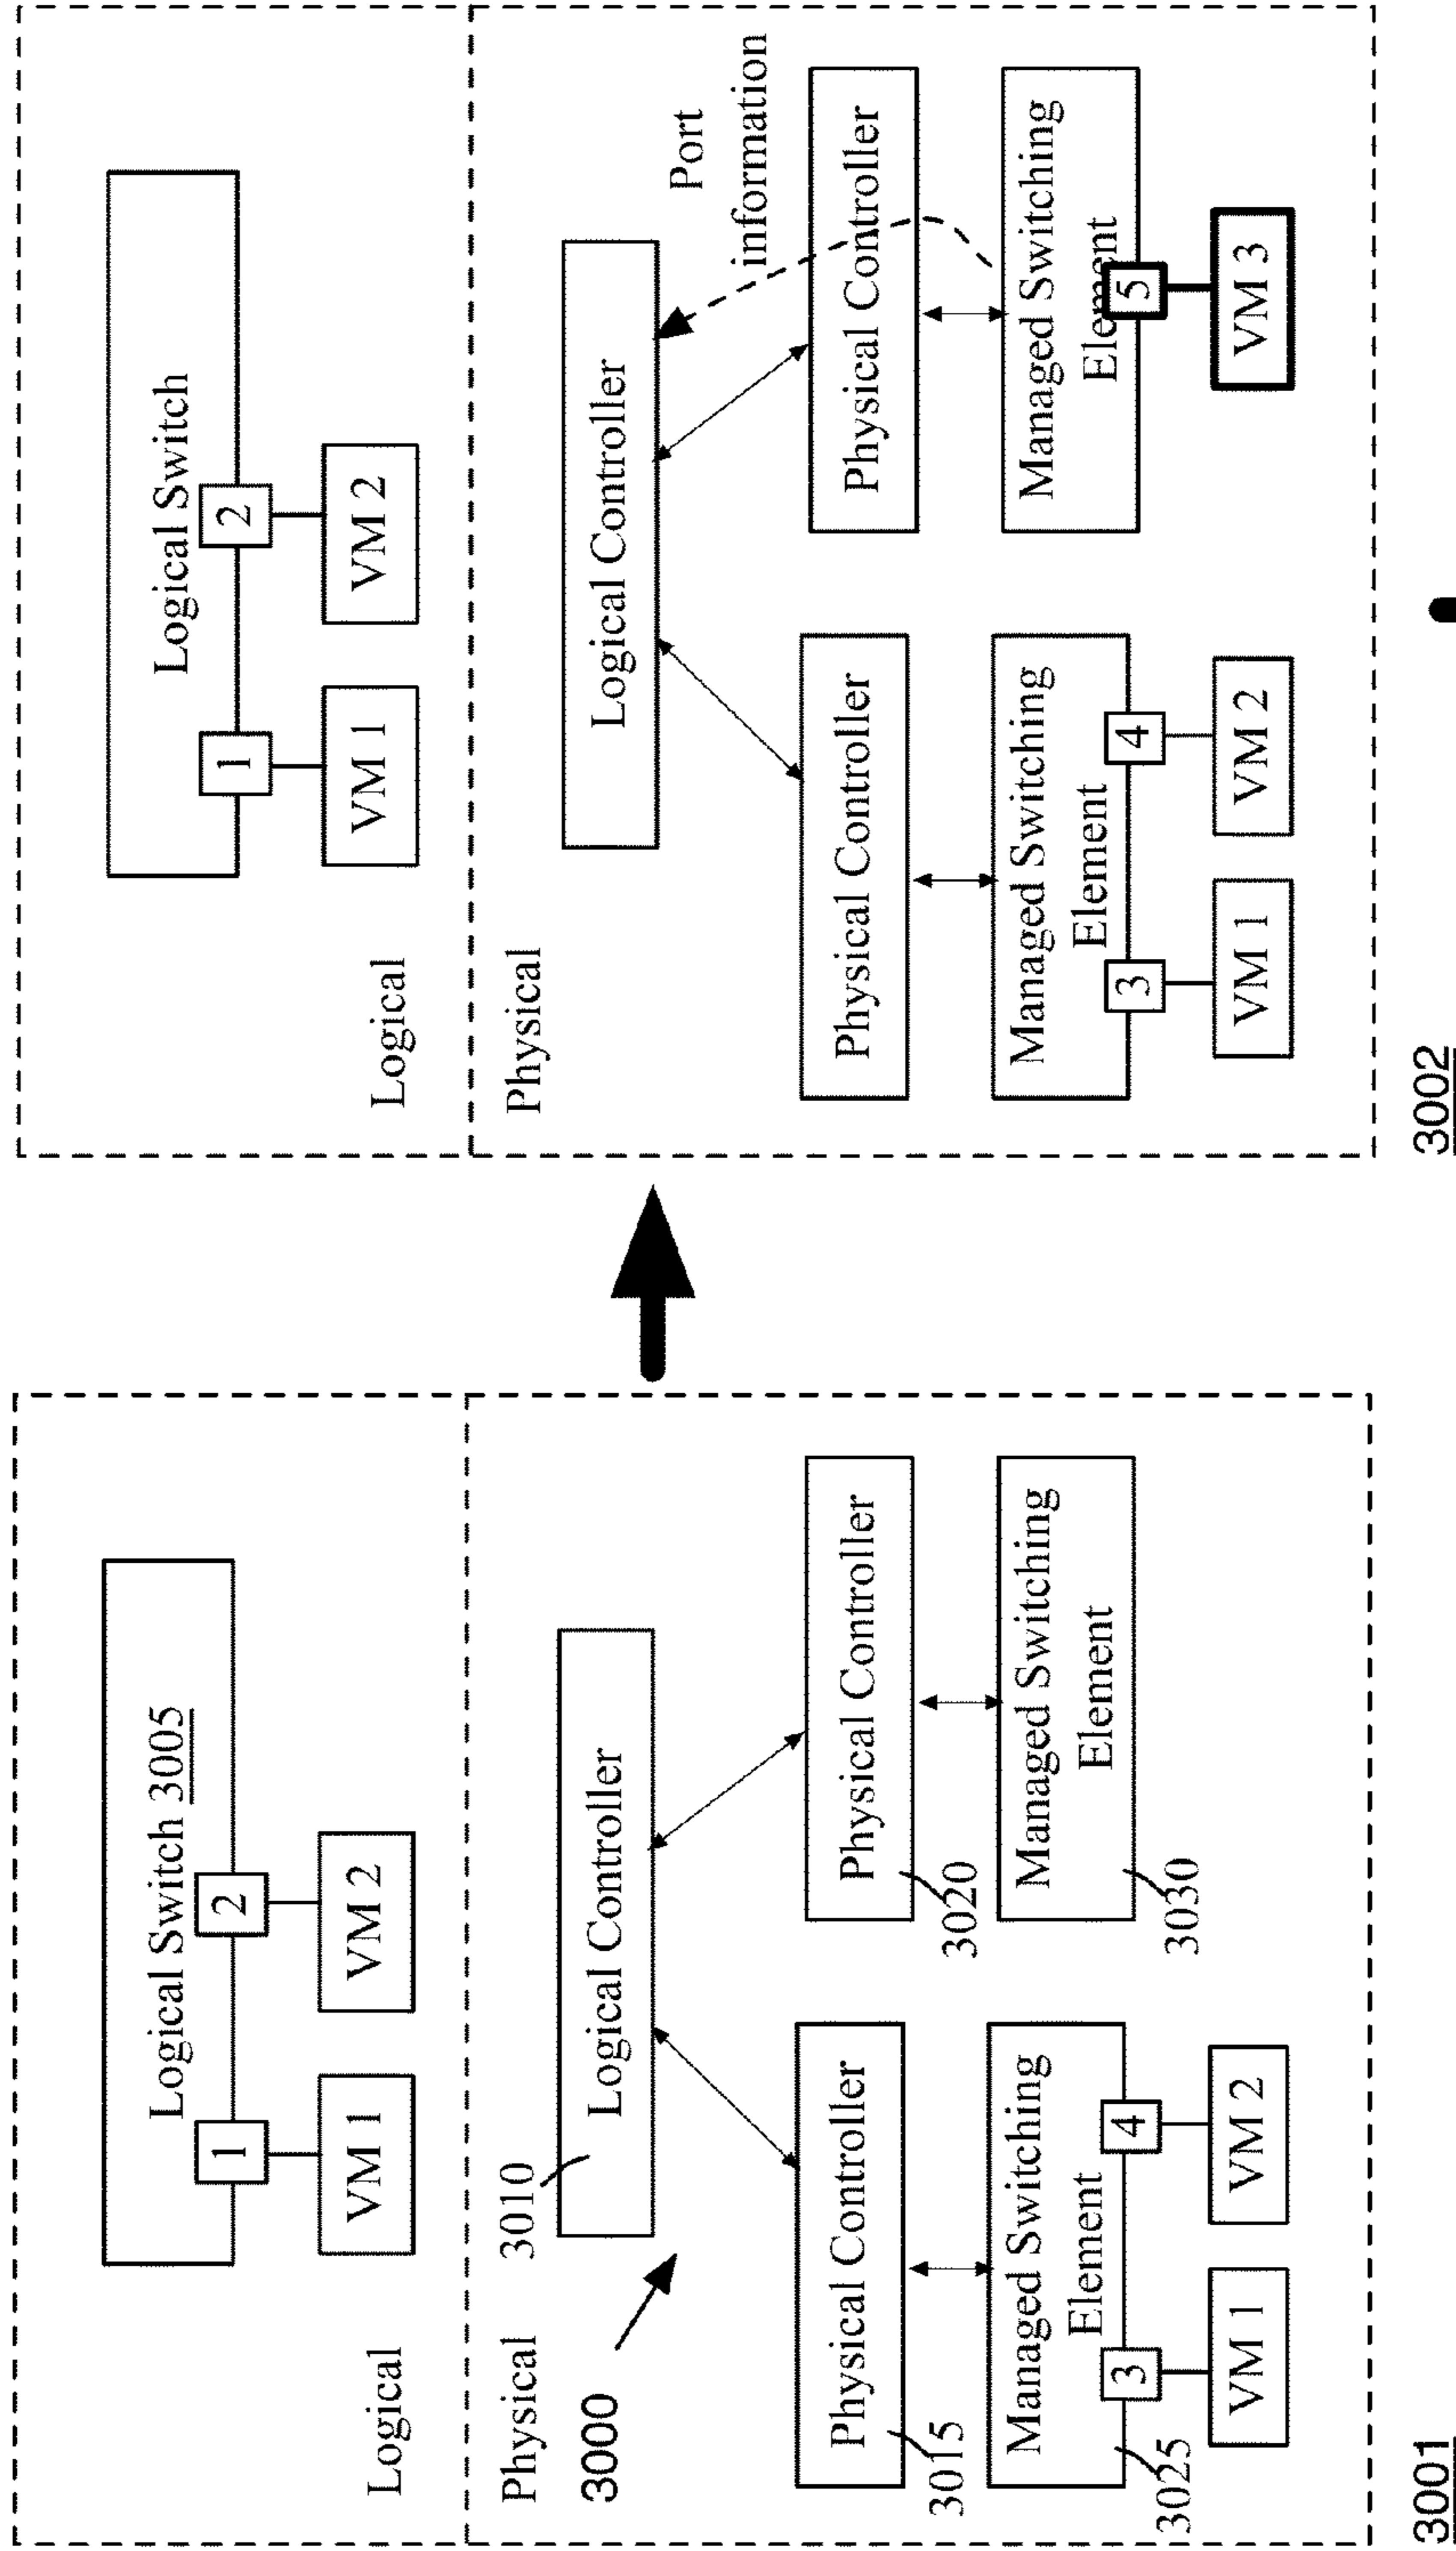 Logical Switch 3005
1
2
VM 1
VM 2
Logical
Physical
3000
3010
Logical Controller
Physical Controller
Physical Controller
3015
3020
Managed Switching
Element
Managed Switching
Element
3
4
3025
3030
VM 1
VM 2
3001
Logical Switch
1
2
VM 1
VM 2
Logical
Physical
Logical Controller
Port
information
Physical Controller
Physical Controller
Managed Switching
Element
Managed Switching
Element
3
4
5
VM 1
VM 2
VM 3
3002